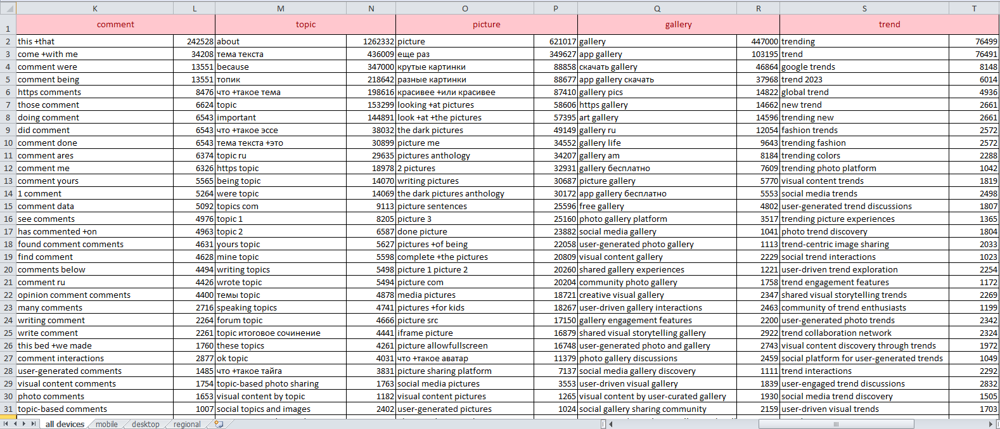 K L M N O P Q R S T
1 comment topic picture gallery trend
2 this +that 242528 about 1262332 picture 621017 gallery 447000 trending 76499
3 come +with me 34208 тема текста 436009 еще раз 349627 app gallery 103195 trend 76491
4 comment were 13551 because 347000 крутые картинки 88858 скачать gallery 46864 google trends 8148
5 comment being 13551 топик 218642 разные картинки 88677 app gallery скачать 37968 trend 2023 6014
6 https comments 8476 что +такое тема 198616 красивее +или красивее 87410 gallery pics 14822 global trend 4936
7 those comment 6624 topic 153299 looking +at pictures 58606 https gallery 14662 new trend 2661
8 doing comment 6543 important 144891 look +at +the pictures 57395 art gallery 14596 trending new 2661
9 did comment 6543 что +такое эссе 38032 the dark pictures 49149 gallery ru 12054 fashion trends 2572
10 comment done 6543 тема текста +это 30899 picture me 34552 gallery life 9643 trending fashion 2572
11 comment ares 6374 topic ru 29635 pictures anthology 34207 gallery am 8184 trending colors 2288
12 comment me 6326 https topic 18978 2 pictures 32931 gallery бесплатно 7609 trending photo platform 1042
13 comment yours 5565 being topic 14070 writing pictures 30687 picture gallery 5770 visual content trends 1819
14 1 comment 5264 were topic 14069 the dark pictures anthology 30172 app gallery бесплатно 5553 social media trends 2498
15 comment data 5092 topics com 9113 picture sentences 25596 free gallery 4802 user-generated trend discussions 1807
16 see comments 4976 topic 1 8205 picture 3 25160 photo gallery platform 3517 trending picture experiences 1365
17 has commented +on 4963 topic 2 6587 done picture 23882 social media gallery 1041 photo trend discovery 1804
18 found comment comments 4631 yours topic 5627 pictures +of being 22058 user-generated photo gallery 1113 trend-centric image sharing 2033
19 find comment 4628 mine topic 5598 complete +the pictures 20809 visual content gallery 2229 social trend interactions 1023
20 comments below 4494 writing topics 5498 picture 1 picture 2 20260 shared gallery experiences 1221 user-driven trend exploration 2254
21 comment ru 4426 wrote topic 5494 picture com 20204 community photo gallery 1758 trend engagement features 1172
22 opinion comment comments 4400 темы topic 4878 media pictures 18721 creative visual gallery 2347 shared visual storytelling trends 2269
23 many comments 2716 speaking topics 4741 pictures +for kids 18267 user-driven gallery interactions 2463 community of trend enthusiasts 1199
24 writing comment 2264 forum topic 4666 picture src 17150 gallery engagement features 2200 user-generated photo trends 2342
25 write comment 2261 topic итоговое сочинение 4441 iframe picture 16879 shared visual storytelling gallery 2922 trend collaboration network 2324
26 this bed +we made 1760 these topics 4261 picture allowfullscreen 16748 user-generated photo and gallery 2743 visual content discovery through trends 1972
27 comment interactions 2877 ok topic 4031 что +такое аватар 11379 photo gallery discussions 2459 social platform for user-generated trends 1049
28 user-generated comments 1485 что +такое тайга 3831 picture sharing platform 7137 social media gallery discovery 1111 trend interactions 2292
29 visual content comments 1754 topic-based photo sharing 1763 social media pictures 3553 user-driven visual gallery 1839 user-engaged trend discussions 2832
30 photo comments 1653 visual content by topic 1182 visual content pictures 1265 visual content by user-curated gallery 1930 social media trend discovery 1505
31 topic-based comments 1007 social topics and images 2402 user-generated pictures 1024 social gallery sharing community 2159 user-driven visual trends 1703
all devices mobile desktop regional